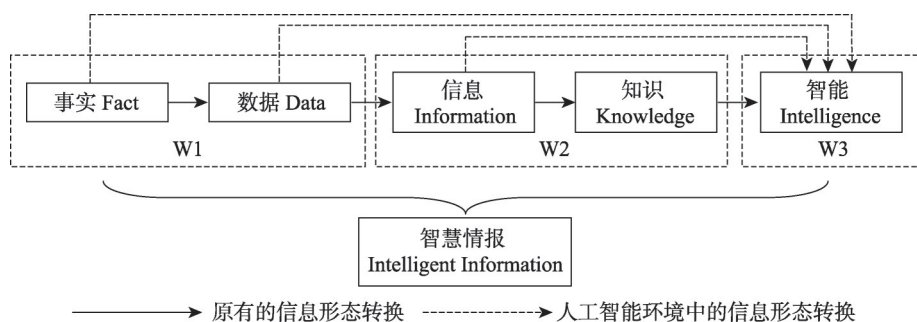 事实 Fact
数据 Data
信息
Information
知识
Knowledge
智能
Intelligence
W1
W2
W3
智慧情报
Intelligent Information
原有的信息形态转换
人工智能环境中的信息形态转换